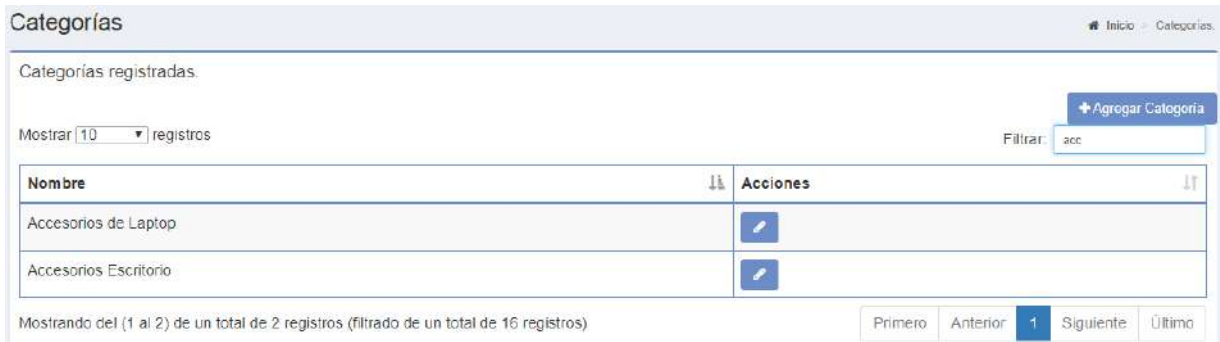 Categorías
Inicio > Categorías.
Categorías registradas.
+Agregar Categoría
Mostrar 10 registros
Filtrar: acc
Nombre Acciones
Accesorios de Laptop
Accesorios Escritorio
Mostrando del (1 al 2) de un total de 2 registros (filtrado de un total de 16 registros)
Primero Anterior 1 Siguiente Último